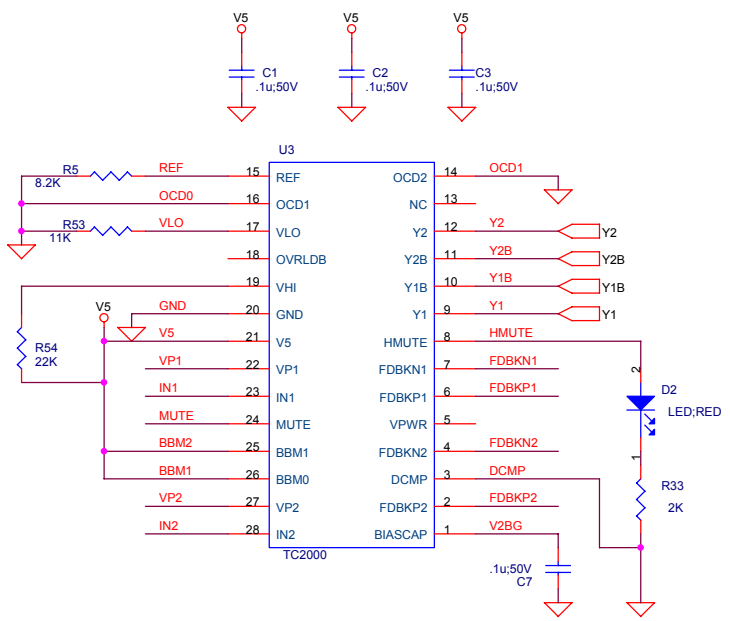 V5 V5 V5
C1 C2 C3
.1u;50V .1u;50V .1u;50V
U3
R5 REF 15 REF OCD2 14 OCD1
8.2K
OCD0 16 OCD1 NC 13
R53 VLO 17 VLO Y2 12 Y2 Y2
11K
18 OVRLDB Y2B 11 Y2B Y2B
19 VHI Y1B 10 Y1B Y1B
V5 GND 20 GND Y1 9 Y1 Y1
V5 21 V5 HMUTE 8 HMUTE
R54
22K
VP1 22 VP1 FDBKN1 7 FDBKN1
2
IN1 23 IN1 FDBKP1 6 FDBKP1
D2
LED;RED
MUTE 24 MUTE VPWR 5
BBM2 25 BBM1 FDBKN2 4 FDBKN2
1
BBM1 26 BBM0 DCMP 3 DCMP
R33
2K
VP2 27 VP2 FDBKP2 2 FDBKP2
IN2 28 IN2 BIASCAP 1 V2BG
TC2000
.1u;50V
C7